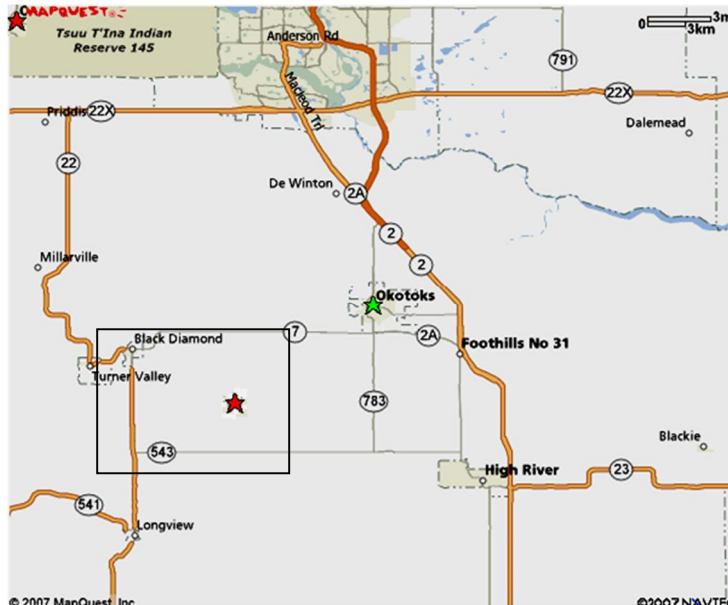 MAPQUEST
Tsuu T'Ina Indian
Reserve 145
Anderson Rd
0
3km
791
Macleod Trl
22X
22X
Priddis
Dalemead
22
De Winton
2A
2
Millarville
2
Okotoks
7
2A
Black Diamond
Foothills No 31
Turner Valley
783
Blackie
543
High River
23
541
Longview
© 2007 MapQuest Inc
©2007 NAVTE